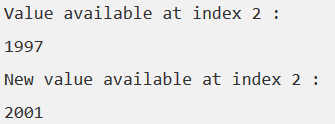 Value available at index 2 :
1997
New value available at index 2 :
2001